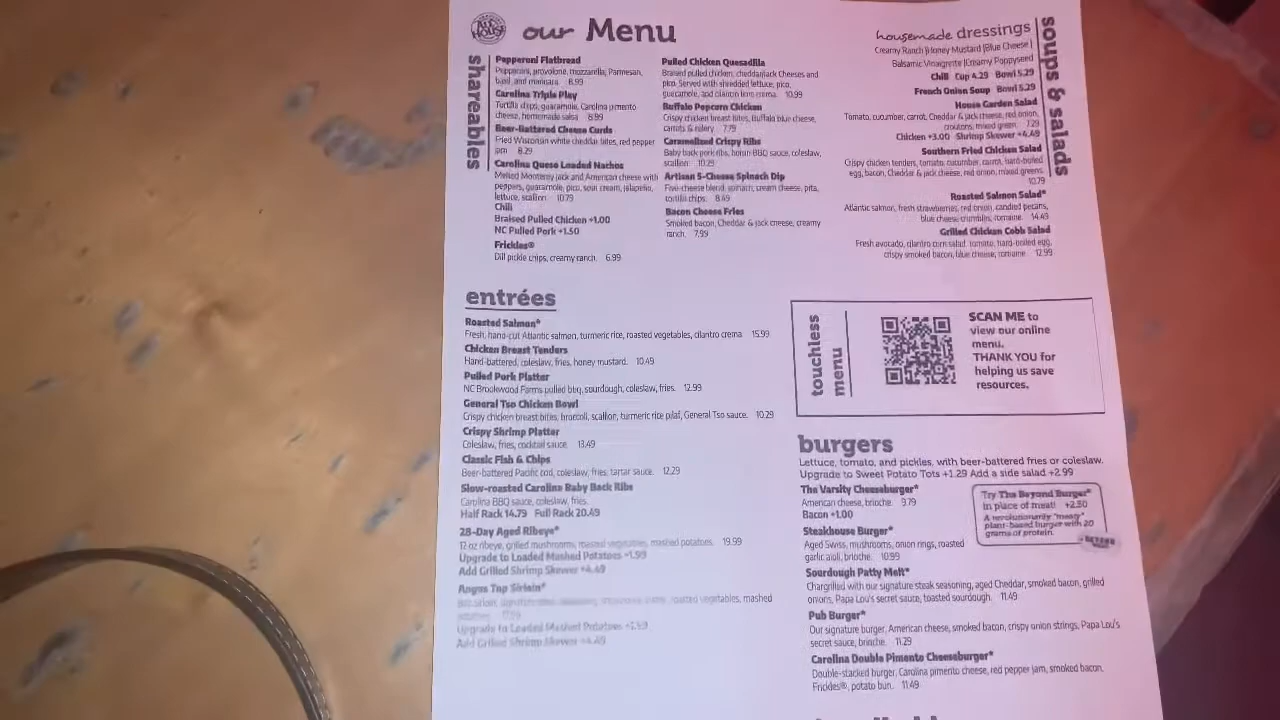 our Menu
shareables
Pepperoni Flatbread
Pepperoni, provolone, mozzarella, Parmesan,
basil, and marinara. 8.99
Carolina Triple Play
Tortilla chips, guacamole, Carolina pimento
cheese, homemade salsa 8.99
Beer-Battered Cheese Curds
Fried Wisconsin white cheddar bites, red pepper
jam 8.29
Carolina Queso Loaded Nachos
Melted Monterey jack and American cheese with
peppers, guacamole, pico, sour cream, jalapeño,
lettuce, scallion. 10.79
Chili
Braised Pulled Chicken +1.00
NC Pulled Pork +1.50
Frickles®
Dill pickle chips, creamy ranch. 6.99
Pulled Chicken Quesadilla
Braised pulled chicken, cheddar-jack Cheeses and
pico. Served with shredded lettuce, pico,
guacamole, and cilantro lime crema. 10.99
Buffalo Popcorn Chicken
Crispy chicken breast bites, Buffalo blue cheese,
carrots & celery. 7.79
Caramelized Crispy Ribs
Baby back pork ribs, hoisin BBQ sauce, coleslaw,
scallion. 10.29
Artisan 5-Cheese Spinach Dip
Five-cheese blend, spinach, cream cheese, pita,
tortilla chips. 8.49
Bacon Cheese Fries
Smoked bacon, Cheddar & jack cheese, creamy
ranch. 7.99
soups & salads
housemade dressings
Creamy Ranch |Honey Mustard |Blue Cheese |
Balsamic Vinaigrette |Creamy Poppyseed
Chili Cup 4.29 Bowl 5.29
French Onion Soup Bowl 5.29
House Garden Salad
Tomato, cucumber, carrot, Cheddar & jack cheese, red onion,
croutons, mixed green. 7.29
Chicken +3.00 Shrimp Skewer +4.49
Southern Fried Chicken Salad
Crispy chicken tenders, tomato, cucumber, carrot, hard-boiled
egg, bacon, Cheddar & jack cheese, red onion, mixed greens.
10.79
Roasted Salmon Salad*
Atlantic salmon, fresh strawberries, red onion, candied pecans,
blue cheese crumbles, romaine. 14.49
Grilled Chicken Cobb Salad
Fresh avocado, cilantro corn salad, tomato, hard-boiled egg,
crispy smoked bacon, blue cheese, romaine. 12.99
entrées
Roasted Salmon*
Fresh, hand-cut Atlantic salmon, turmeric rice, roasted vegetables, cilantro crema 15.99
Chicken Breast Tenders
Hand-battered, coleslaw, fries, honey mustard. 10.49
Pulled Pork Platter
NC Brookwood Farms pulled bbq, sourdough, coleslaw, fries. 12.99
General Tso Chicken Bowl
Crispy chicken breast bites, broccoli, scallion, turmeric rice pilaf, General Tso sauce. 10.29
Crispy Shrimp Platter
Coleslaw, fries, cocktail sauce. 13.49
Classic Fish & Chips
Beer-battered Pacific cod, coleslaw, fries, tartar sauce. 12.29
Slow-roasted Carolina Baby Back Ribs
Carolina BBQ sauce, coleslaw, fries.
Half Rack 14.79 Full Rack 20.49
28-Day Aged Ribeye*
12 oz ribeye, grilled mushrooms, roasted vegetables, mashed potatoes. 19.99
Upgrade to Loaded Mashed Potatoes +1.99
Add Grilled Shrimp Skewer +4.49
Angus Top Sirloin*
roasted vegetables, mashed
Upgrade to Loaded Mashed Potatoes +1.99
Add Grilled Shrimp Skewer +4.49
touchless
menu
SCAN ME to
view our online
menu.
THANK YOU for
helping us save
resources.
burgers
Lettuce, tomato, and pickles, with beer-battered fries or coleslaw.
Upgrade to Sweet Potato Tots +1.29 Add a side salad +2.99
The Varsity Cheeseburger*
American cheese, brioche. 9.79
Bacon +1.00
Steakhouse Burger*
Aged Swiss, mushrooms, onion rings, roasted
garlic aioli, brioche. 10.99
Try The Beyond Burger®
in place of meat! +2.50
A revolutionarily "meaty"
plant-based burger with 20
grams of protein.
BEYOND
Sourdough Patty Melt*
Chargrilled with our signature steak seasoning, aged Cheddar, smoked bacon, grilled
onions, Papa Lou's secret sauce, toasted sourdough. 11.49
Pub Burger*
Our signature burger, American cheese, smoked bacon, crispy onion strings, Papa Lou's
secret sauce, brioche. 11.29
Carolina Double Pimento Cheeseburger*
Double-stacked burger, Carolina pimento cheese, red pepper jam, smoked bacon,
Frickles®, potato bun. 11.49